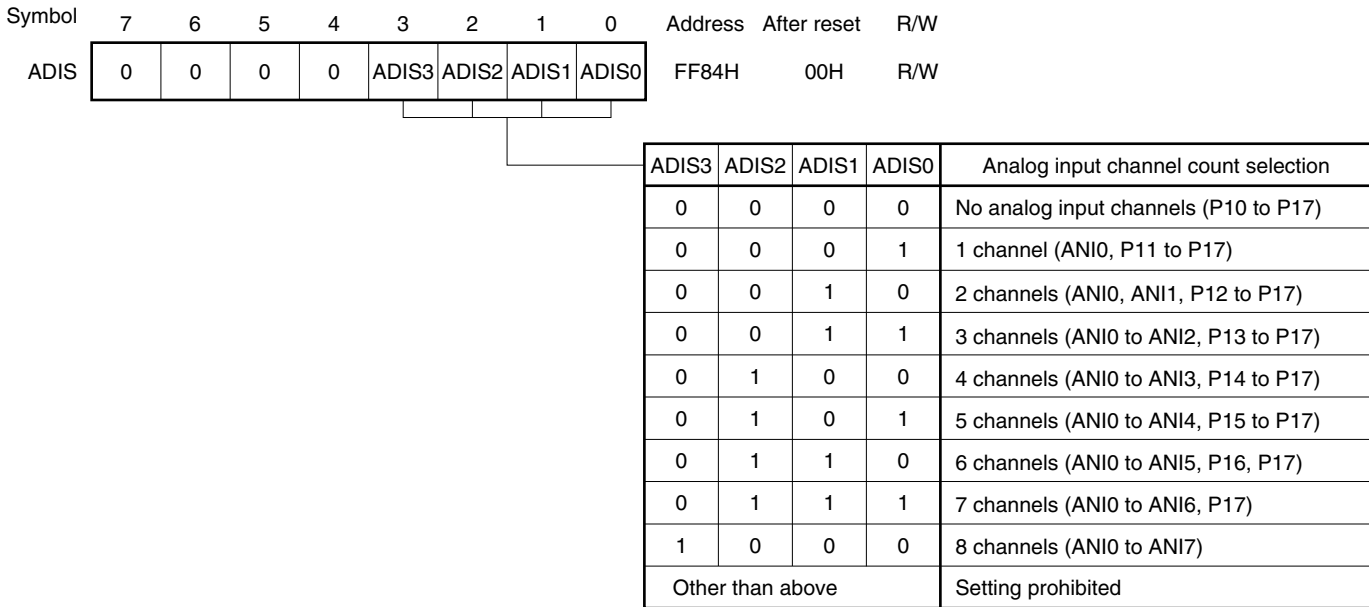 Symbol 7 6 5 4 3 2 1 0 Address After reset R/W
ADIS 0 0 0 0 ADIS3 ADIS2 ADIS1 ADIS0 FF84H 00H R/W
ADIS3 ADIS2 ADIS1 ADIS0 Analog input channel count selection
0 0 0 0 No analog input channels (P10 to P17)
0 0 0 1 1 channel (ANI0, P11 to P17)
0 0 1 0 2 channels (ANI0, ANI1, P12 to P17)
0 0 1 1 3 channels (ANI0 to ANI2, P13 to P17)
0 1 0 0 4 channels (ANI0 to ANI3, P14 to P17)
0 1 0 1 5 channels (ANI0 to ANI4, P15 to P17)
0 1 1 0 6 channels (ANI0 to ANI5, P16, P17)
0 1 1 1 7 channels (ANI0 to ANI6, P17)
1 0 0 0 8 channels (ANI0 to ANI7)
Other than above Setting prohibited